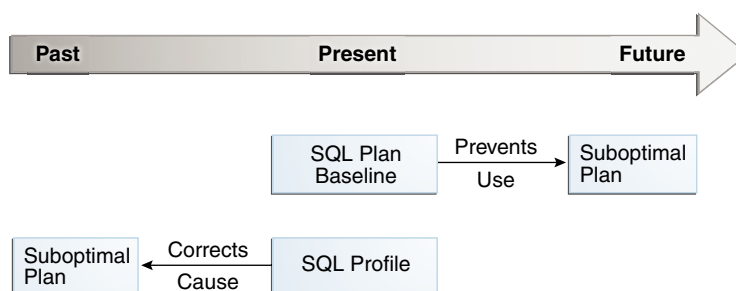 Past Present Future
SQL Plan
Baseline
Prevents
Use
Suboptimal
Plan
Suboptimal
Plan
Corrects
Cause
SQL Profile